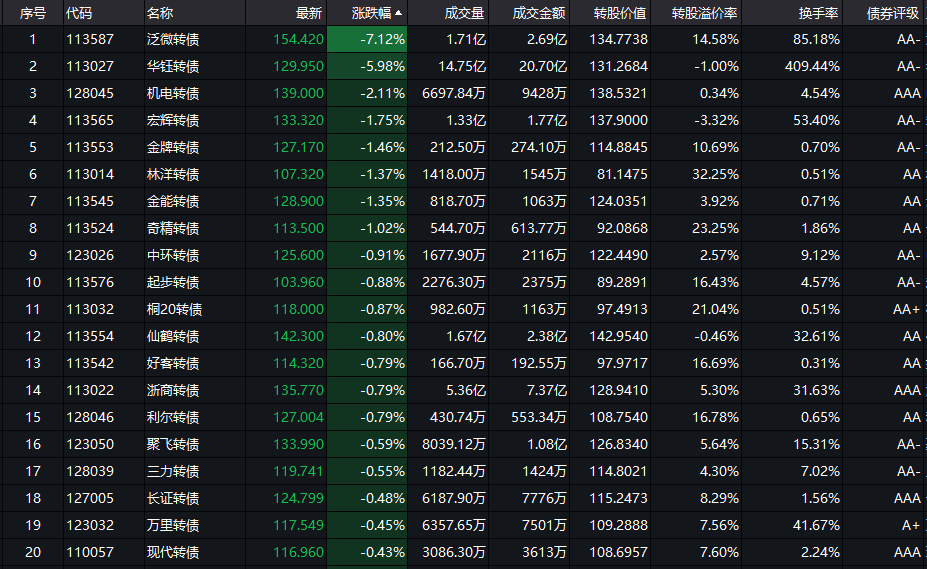 序号 代码 名称 最新 涨跌幅▲ 成交量 成交金额 转股价值 转股溢价率 换手率 债券评级
1 113587 泛微转债 154.420 -7.12% 1.71亿 2.69亿 134.7738 14.58% 85.18% AA-
2 113027 华钰转债 129.950 -5.98% 14.75亿 20.70亿 131.2684 -1.00% 409.44% AA-
3 128045 机电转债 139.000 -2.11% 6697.84万 9428万 138.5321 0.34% 4.54% AAA
4 113565 宏辉转债 133.320 -1.75% 1.33亿 1.77亿 137.9000 -3.32% 53.40% AA-
5 113553 金牌转债 127.170 -1.46% 212.50万 274.10万 114.8845 10.69% 0.70% AA-
6 113014 林洋转债 107.320 -1.37% 1418.00万 1545万 81.1475 32.25% 0.51% AA
7 113545 金能转债 128.900 -1.35% 818.70万 1063万 124.0351 3.92% 0.71% AA
8 113524 奇精转债 113.500 -1.02% 544.70万 613.77万 92.0868 23.25% 1.86% AA
9 123026 中环转债 125.600 -0.91% 1677.90万 2116万 122.4490 2.57% 9.12% AA-
10 113576 起步转债 103.960 -0.88% 2276.30万 2375万 89.2891 16.43% 4.57% AA-
11 113032 桐20转债 118.000 -0.87% 982.60万 1163万 97.4913 21.04% 0.51% AA+
12 113554 仙鹤转债 142.300 -0.80% 1.67亿 2.38亿 142.9540 -0.46% 32.61% AA
13 113542 好客转债 114.320 -0.79% 166.70万 192.55万 97.9717 16.69% 0.31% AA
14 113022 浙商转债 135.770 -0.79% 5.36亿 7.37亿 128.9410 5.30% 31.63% AAA
15 128046 利尔转债 127.004 -0.79% 430.74万 553.34万 108.7540 16.78% 0.65% AA
16 123050 聚飞转债 133.990 -0.59% 8039.12万 1.08亿 126.8340 5.64% 15.31% AA-
17 128039 三力转债 119.741 -0.55% 1182.44万 1424万 114.8021 4.30% 7.02% AA-
18 127005 长证转债 124.799 -0.48% 6187.90万 7776万 115.2473 8.29% 1.56% AAA
19 123032 万里转债 117.549 -0.45% 6357.65万 7501万 109.2888 7.56% 41.67% A+
20 110057 现代转债 116.960 -0.43% 3086.30万 3613万 108.6957 7.60% 2.24% AAA